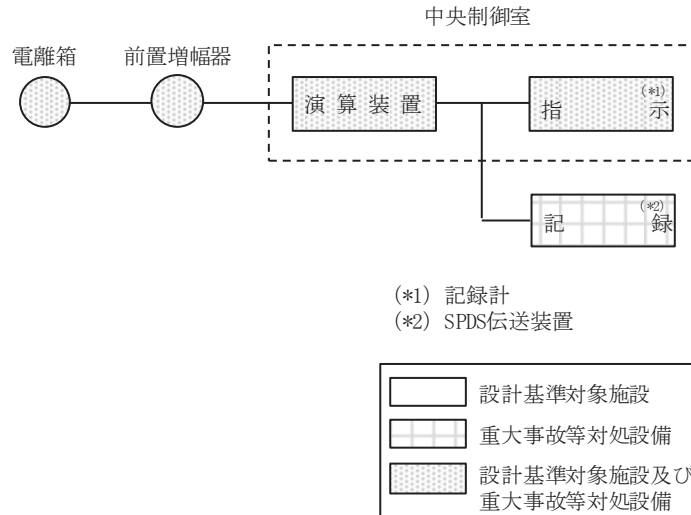 中央制御室
電離箱
前置増幅器
演算装置
指示
(*1)
記録
(*2)
(*1) 記録計
(*2) SPDS伝送装置
設計基準対象施設
重大事故等対処設備
設計基準対象施設及び
重大事故等対処設備